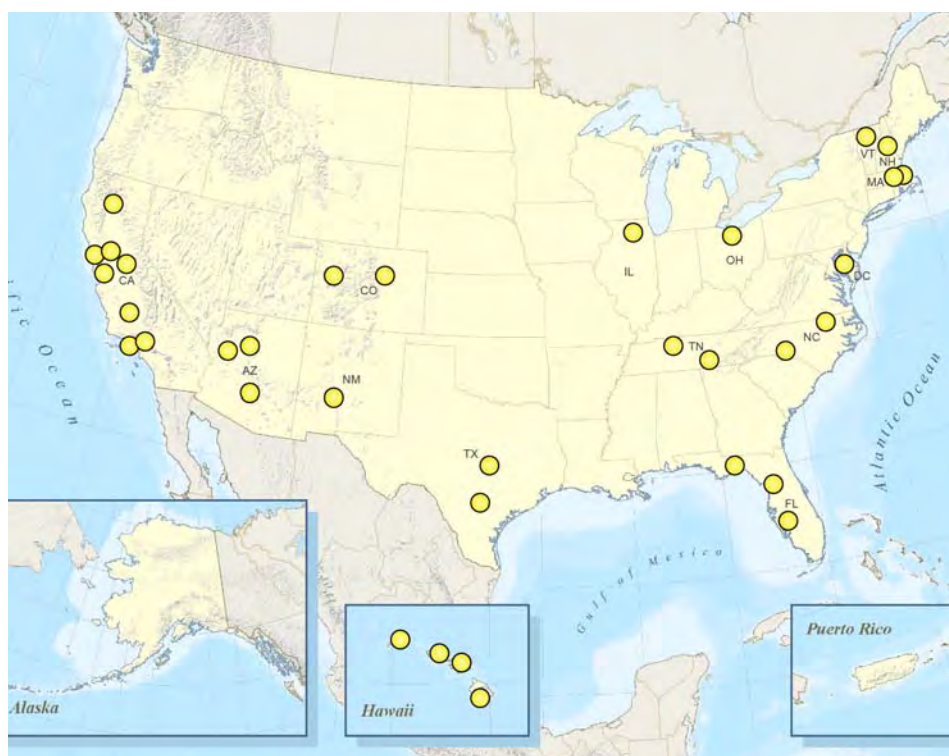 VT
NH
MA
IL
OH
DC
CA
CO
NC
TN
AZ
NM
TX
FL
ific Ocean
Atlantic Ocean
Gulf of Mexico
Puerto Rico
Alaska
Hawaii